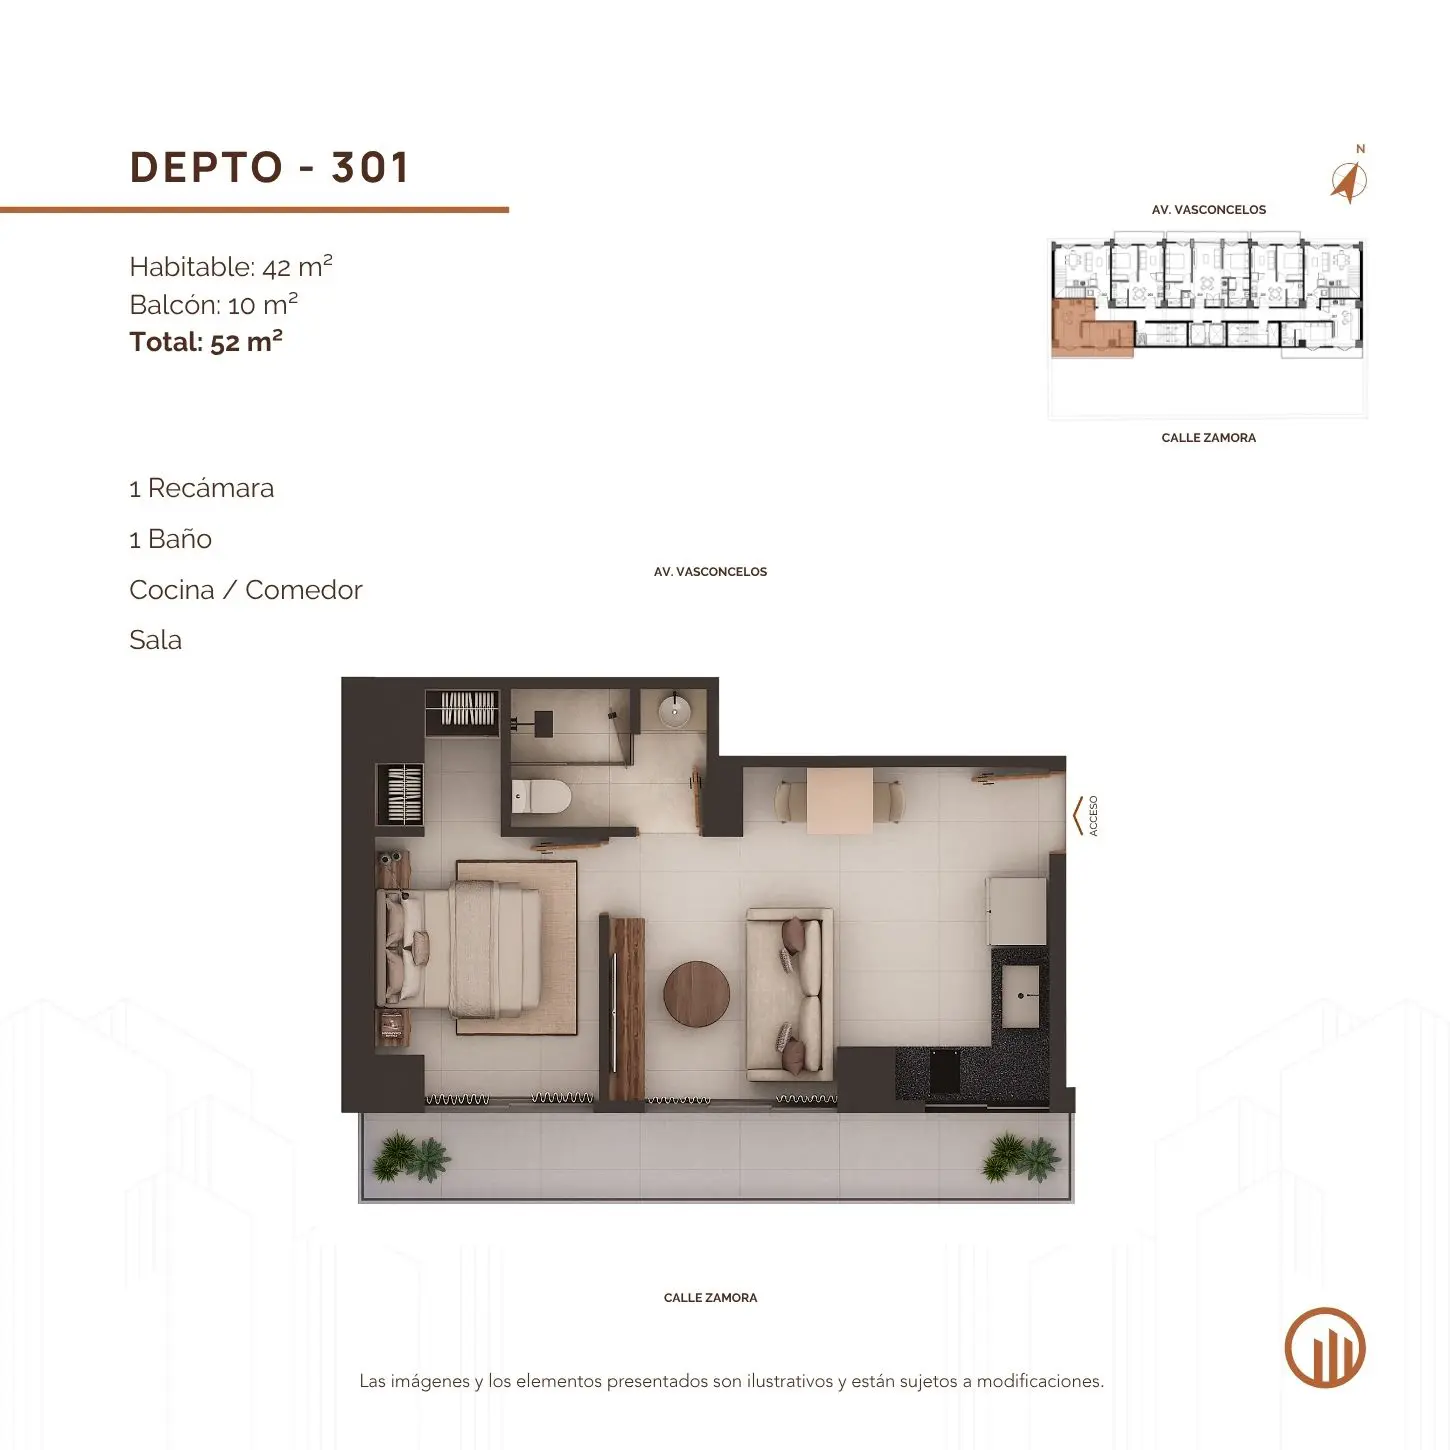 DEPTO - 301
N
AV. VASCONCELOS
Habitable: 42 m²
Balcón: 10 m²
Total: 52 m²
CALLE ZAMORA
1 Recámara
1 Baño
Cocina / Comedor
Sala
AV. VASCONCELOS
ACCESO
CALLE ZAMORA
Las imágenes y los elementos presentados son ilustrativos y están sujetos a modificaciones.